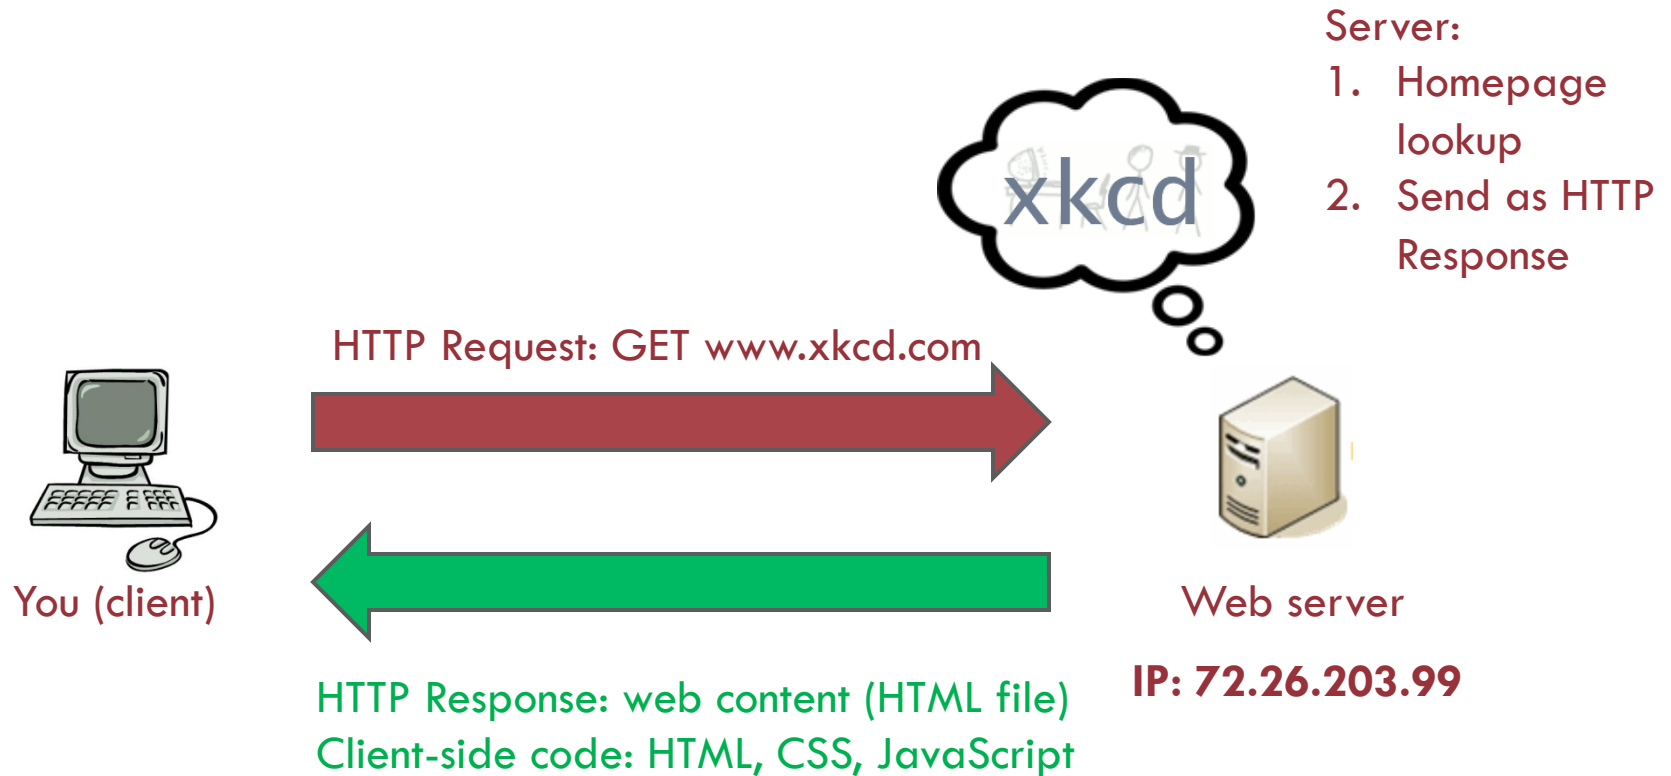 Server:
1. Homepage
lookup
2. Send as HTTP
Response
xkcd
HTTP Request: GET www.xkcd.com
You (client)
Web server
IP: 72.26.203.99
HTTP Response: web content (HTML file)
Client-side code: HTML, CSS, JavaScript